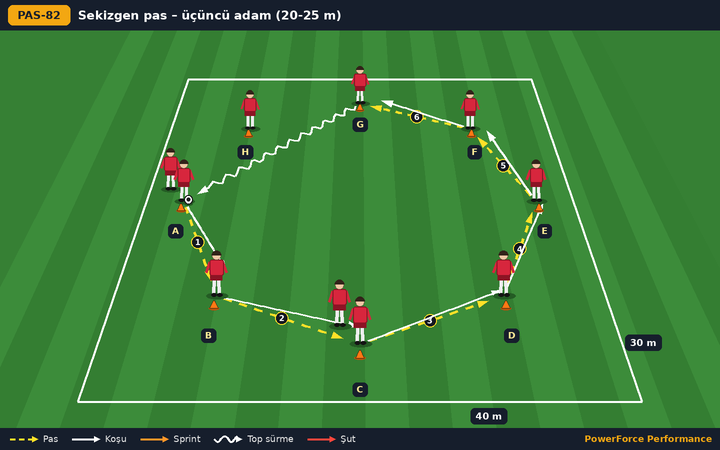 PAS-82 Sekizgen pas – üçüncü adam (20-25 m)
G
6
H
F
5
A
E
1
4
B
2
3
D
30 m
C
40 m
Pas Koşu Sprint Top sürme Şut PowerForce Performance